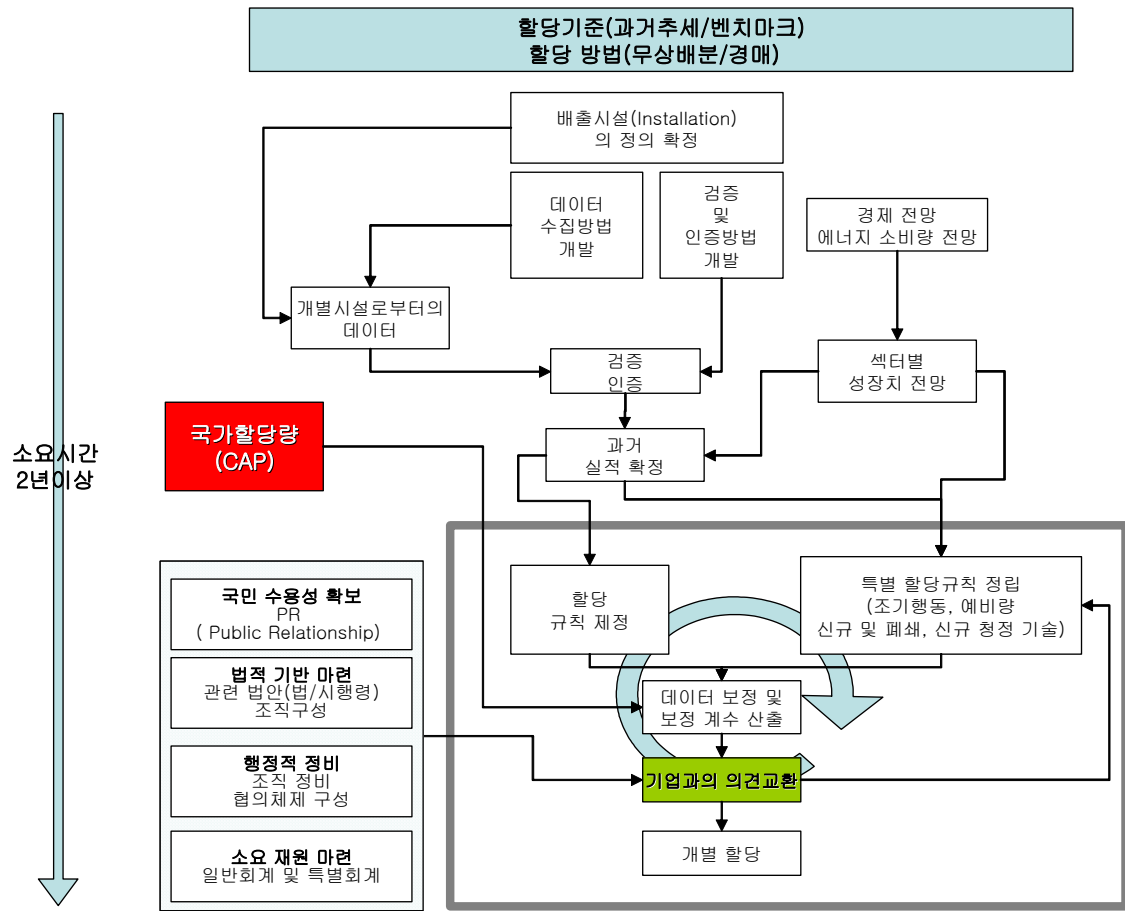 할당기준(과거추세/벤치마크)
할당 방법(무상배분/경매)
배출시설(Installation)
의 정의 확정
데이터
수집방법
개발
검증
및
인증방법
개발
경제 전망
에너지 소비량 전망
개별시설로부터의
데이터
검증
인증
섹터별
성장치 전망
국가할당량
(CAP)
과거
실적 확정
소요시간
2년이상
할당
규칙 제정
특별 할당규칙 정립
(조기행동, 예비량
신규 및 폐쇄, 신규 청정 기술)
국민 수용성 확보
PR
( Public Relationship)
법적 기반 마련
관련 법안(법/시행령)
조직구성
행정적 정비
조직 정비
협의체제 구성
소요 재원 마련
일반회계 및 특별회계
데이터 보정 및
보정 계수 산출
기업과의 의견교환
개별 할당